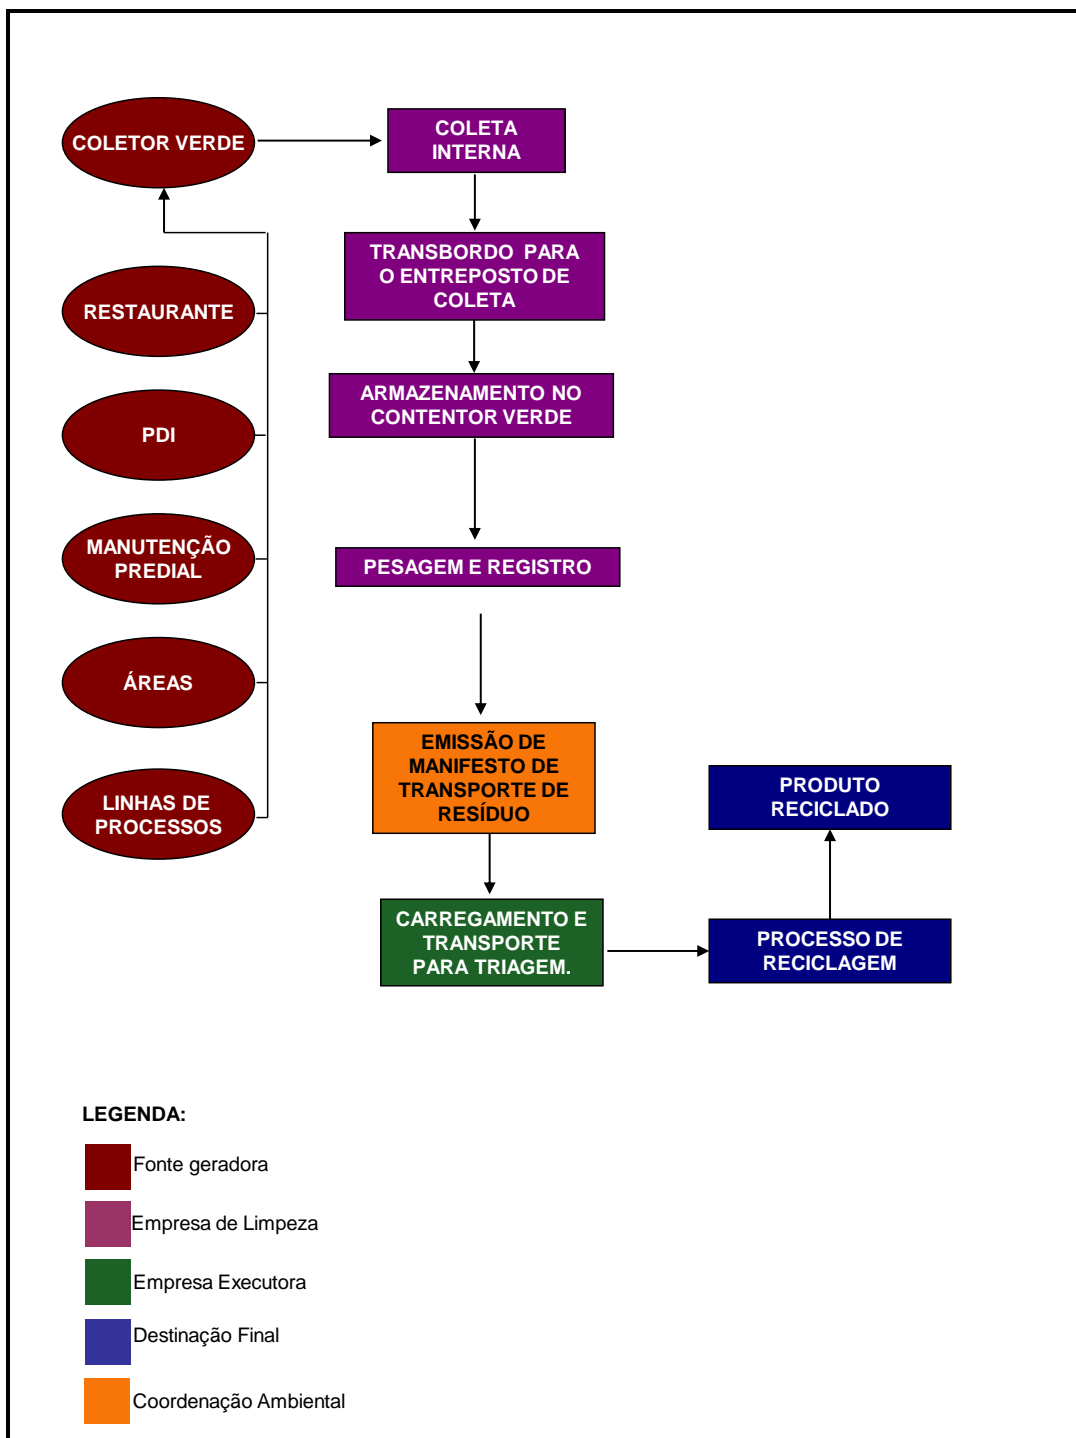 COLETOR VERDE
COLETA
INTERNA
TRANSBORDO PARA
O ENTREPOSTO DE
COLETA
RESTAURANTE
ARMAZENAMENTO NO
CONTENTOR VERDE
PDI
MANUTENÇÃO
PREDIAL
PESAGEM E REGISTRO
ÁREAS
EMISSÃO DE
MANIFESTO DE
TRANSPORTE DE
RESÍDUO
LINHAS DE
PROCESSOS
PRODUTO
RECICLADO
CARREGAMENTO E
TRANSPORTE
PARA TRIAGEM.
PROCESSO DE
RECICLAGEM
LEGENDA:
Fonte geradora
Empresa de Limpeza
Empresa Executora
Destinação Final
Coordenação Ambiental